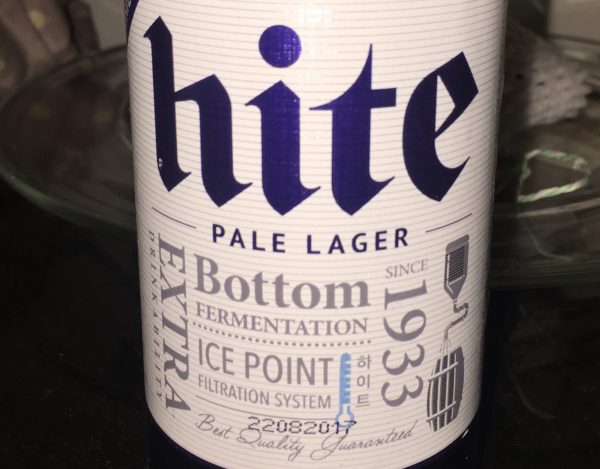 hite
PALE LAGER
EXTRA
DRINKABILITY
Bottom
FERMENTATION
ICE POINT
FILTRATION SYSTEM
하이트
SINCE
1933
22082017
Best Quality Guaranteed